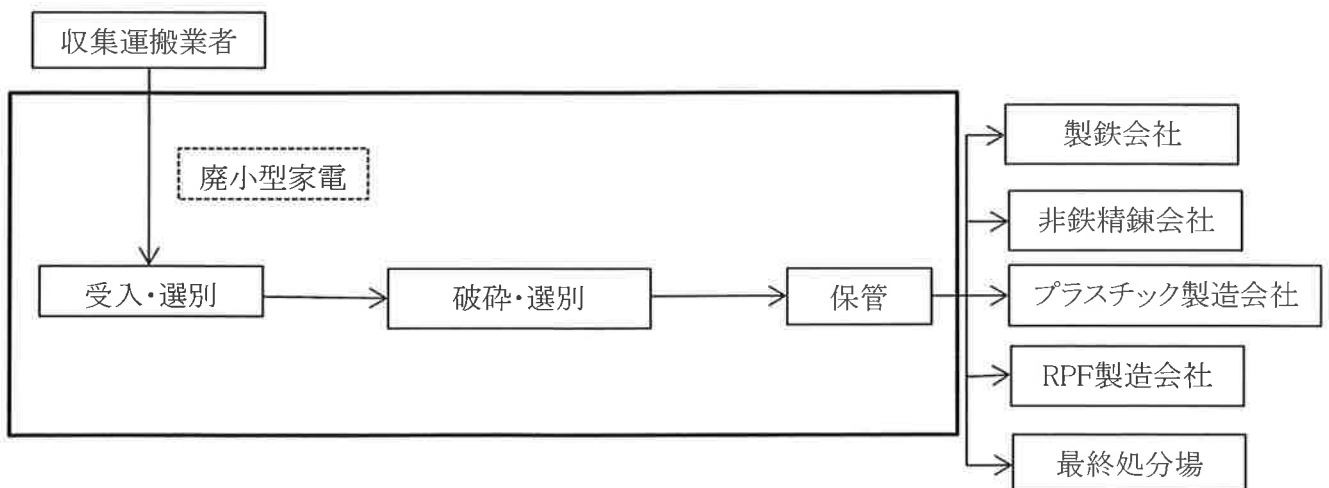 収集運搬業者
廃小型家電
受入・選別
破砕・選別
保管
製鉄会社
非鉄精錬会社
プラスチック製造会社
RPF製造会社
最終処分場